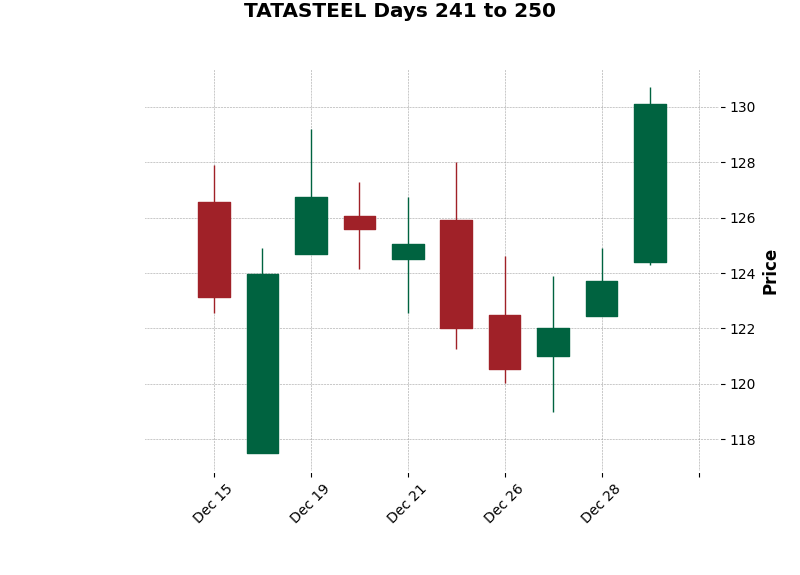 TATASTEEL Days 241 to 250
130
128
126
124
122
120
118
Price
Dec 15
Dec 19
Dec 21
Dec 26
Dec 28